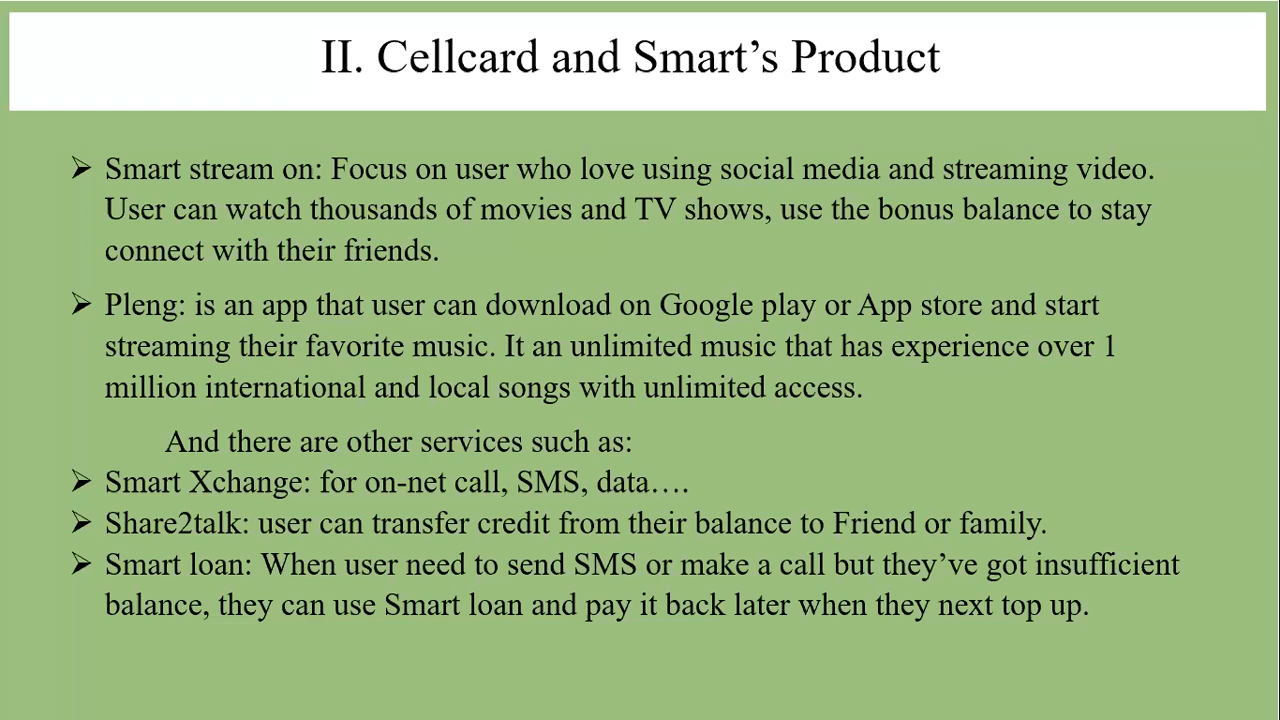 II. Cellcard and Smart’s Product
➢ Smart stream on: Focus on user who love using social media and streaming video.
User can watch thousands of movies and TV shows, use the bonus balance to stay
connect with their friends.
➢ Pleng: is an app that user can download on Google play or App store and start
streaming their favorite music. It an unlimited music that has experience over 1
million international and local songs with unlimited access.
And there are other services such as:
➢ Smart Xchange: for on-net call, SMS, data….
➢ Share2talk: user can transfer credit from their balance to Friend or family.
➢ Smart loan: When user need to send SMS or make a call but they’ve got insufficient
balance, they can use Smart loan and pay it back later when they next top up.